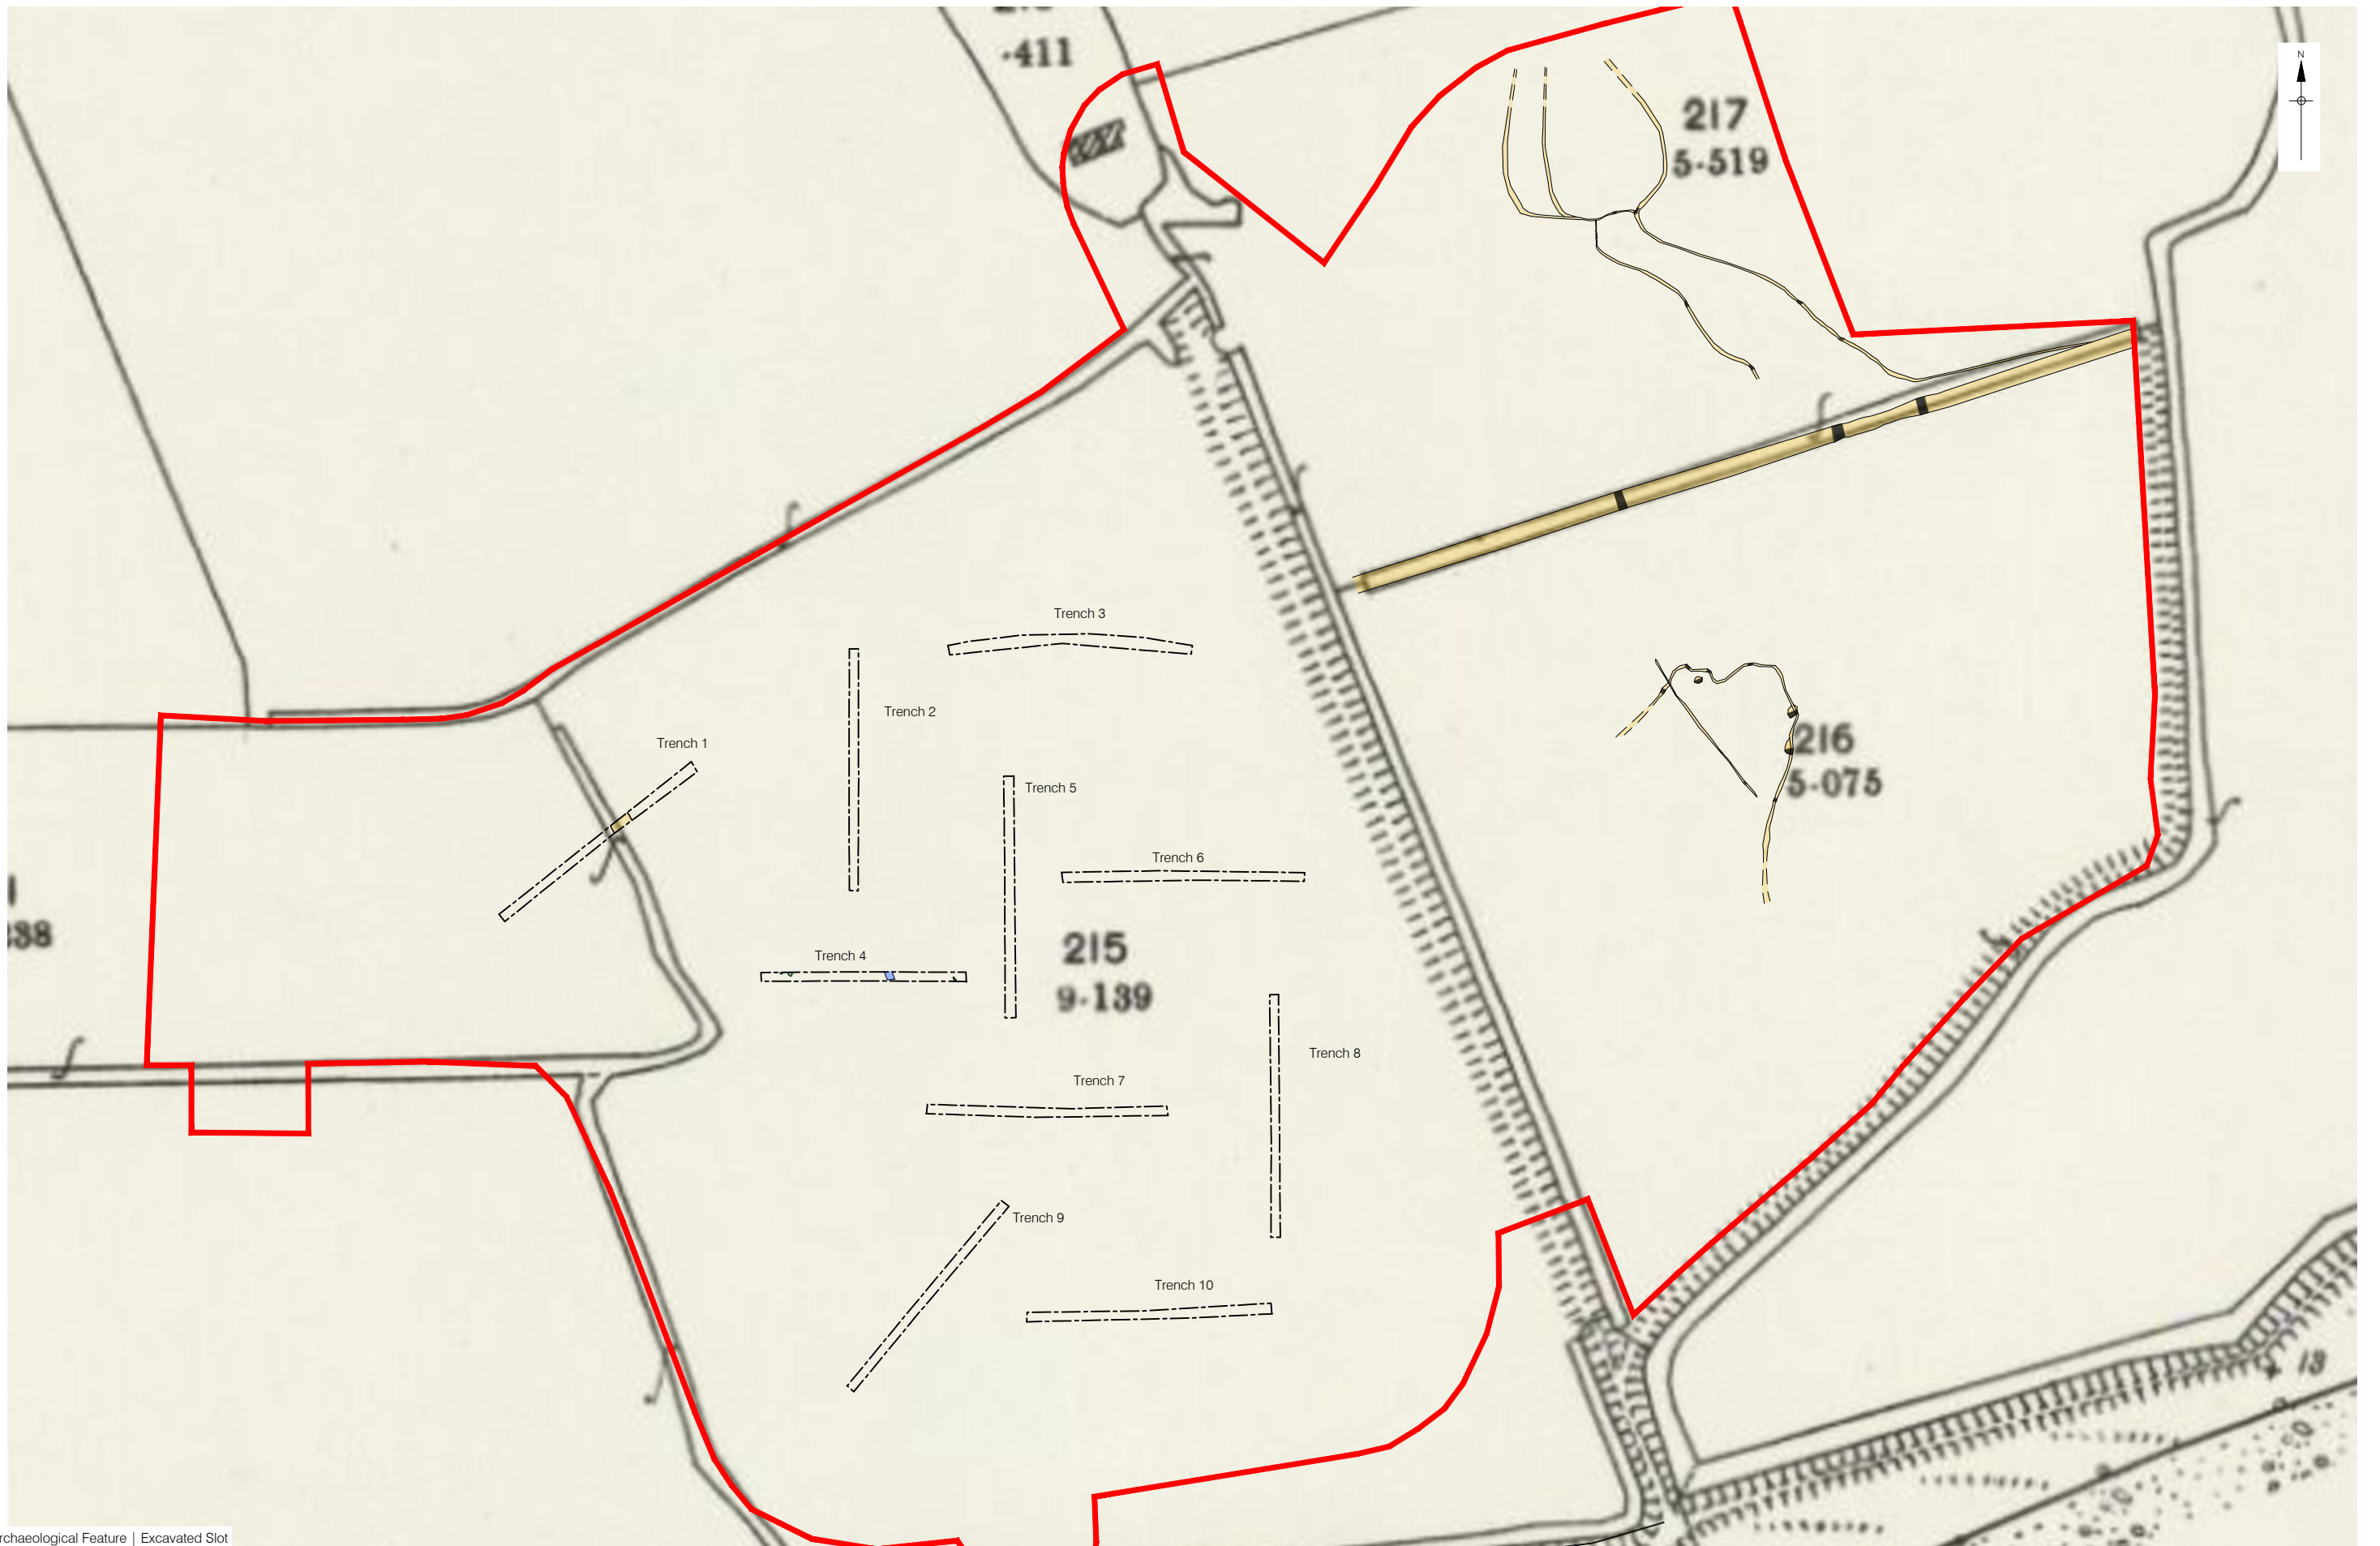 ·411
N
217
5·519
Trench 3
Trench 2
Trench 1
216
5·075
Trench 5
Trench 6
215
9·139
Trench 4
Trench 8
Trench 7
Trench 9
Trench 10
13
Archaeological Feature | Excavated Slot